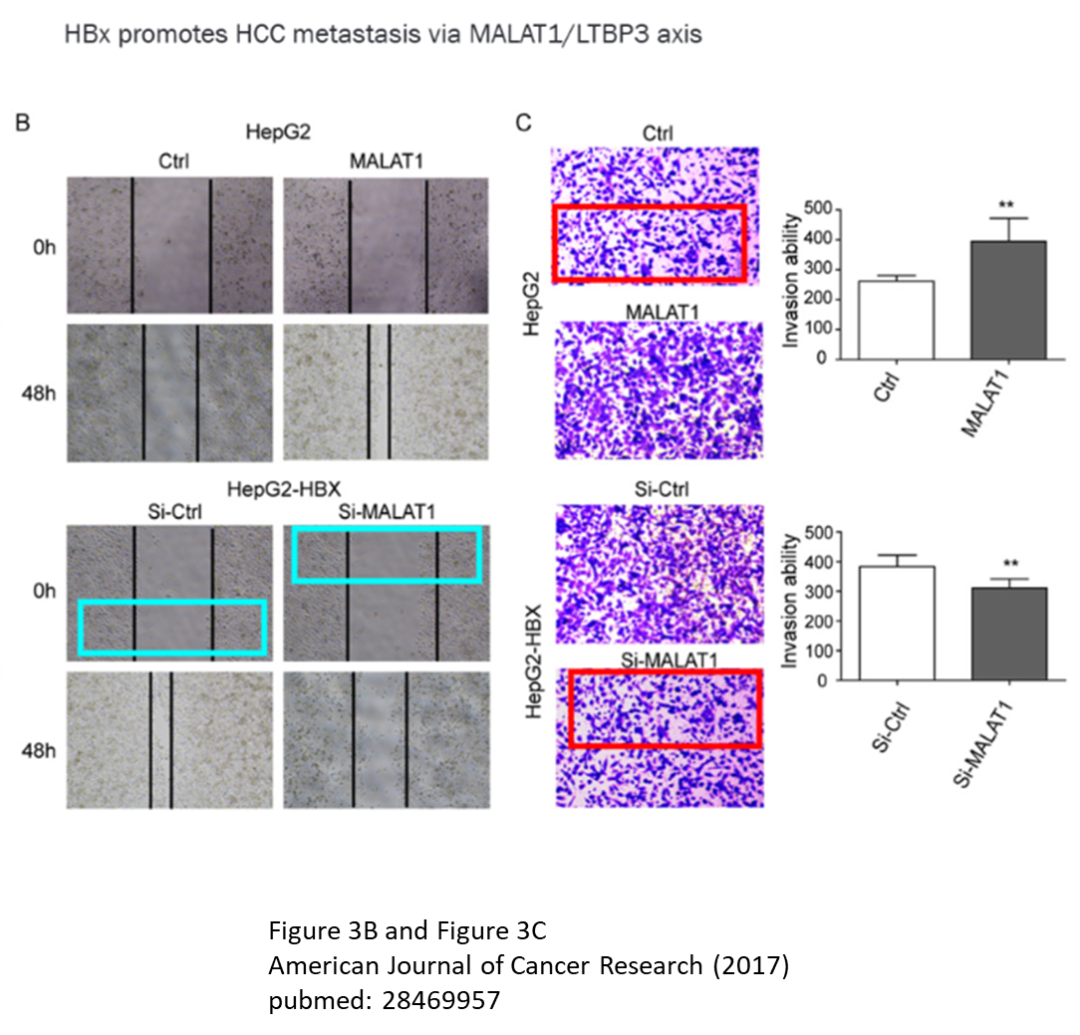 HBx promotes HCC metastasis via MALAT1/LTBP3 axis
B
HepG2
Ctrl
MALAT1
0h
48h
HepG2-HBX
Si-Ctrl
Si-MALAT1
0h
48h
C
HepG2
Ctrl
MALAT1
Invasion ability
500
400
300
200
100
0
**
Ctrl
MALAT1
HepG2-HBX
Si-Ctrl
Si-MALAT1
Invasion ability
500
400
300
200
100
0
**
Si-Ctrl
Si-MALAT1
Figure 3B and Figure 3C
American Journal of Cancer Research (2017)
pubmed: 28469957